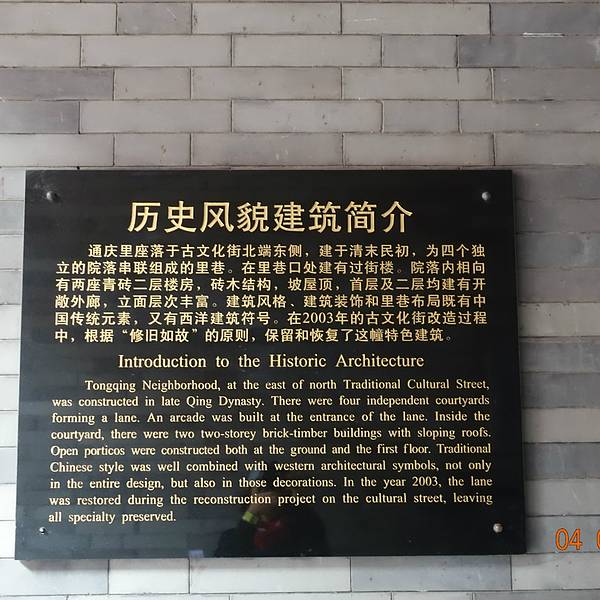 历史风貌建筑简介
通庆里座落于古文化街北端东侧，建于清末民初，为四个独
立的院落串联组成的里巷。在里巷口处建有过街楼。院落内相向
有两座青砖二层楼房，砖木结构，坡屋顶，首层及二层均建有开
敞外廊，立面层次丰富。建筑风格、建筑装饰和里巷布局既有中
国传统元素，又有西洋建筑符号。在2003年的古文化街改造过程
中，根据“修旧如故”的原则，保留和恢复了这幢特色建筑。
Introduction to the Historic Architecture
Tongqing Neighborhood, at the east of north Traditional Cultural Street,
was constructed in late Qing Dynasty. There were four independent courtyards
forming a lane. An arcade was built at the entrance of the lane. Inside the
courtyard, there were two two-storey brick-timber buildings with sloping roofs.
Open porticos were constructed both at the ground and the first floor. Traditional
Chinese style was well combined with western architectural symbols, not only
in the entire design, but also in those decorations. In the year 2003, the lane
was restored during the reconstruction project on the cultural street, leaving
all specialty preserved.
04